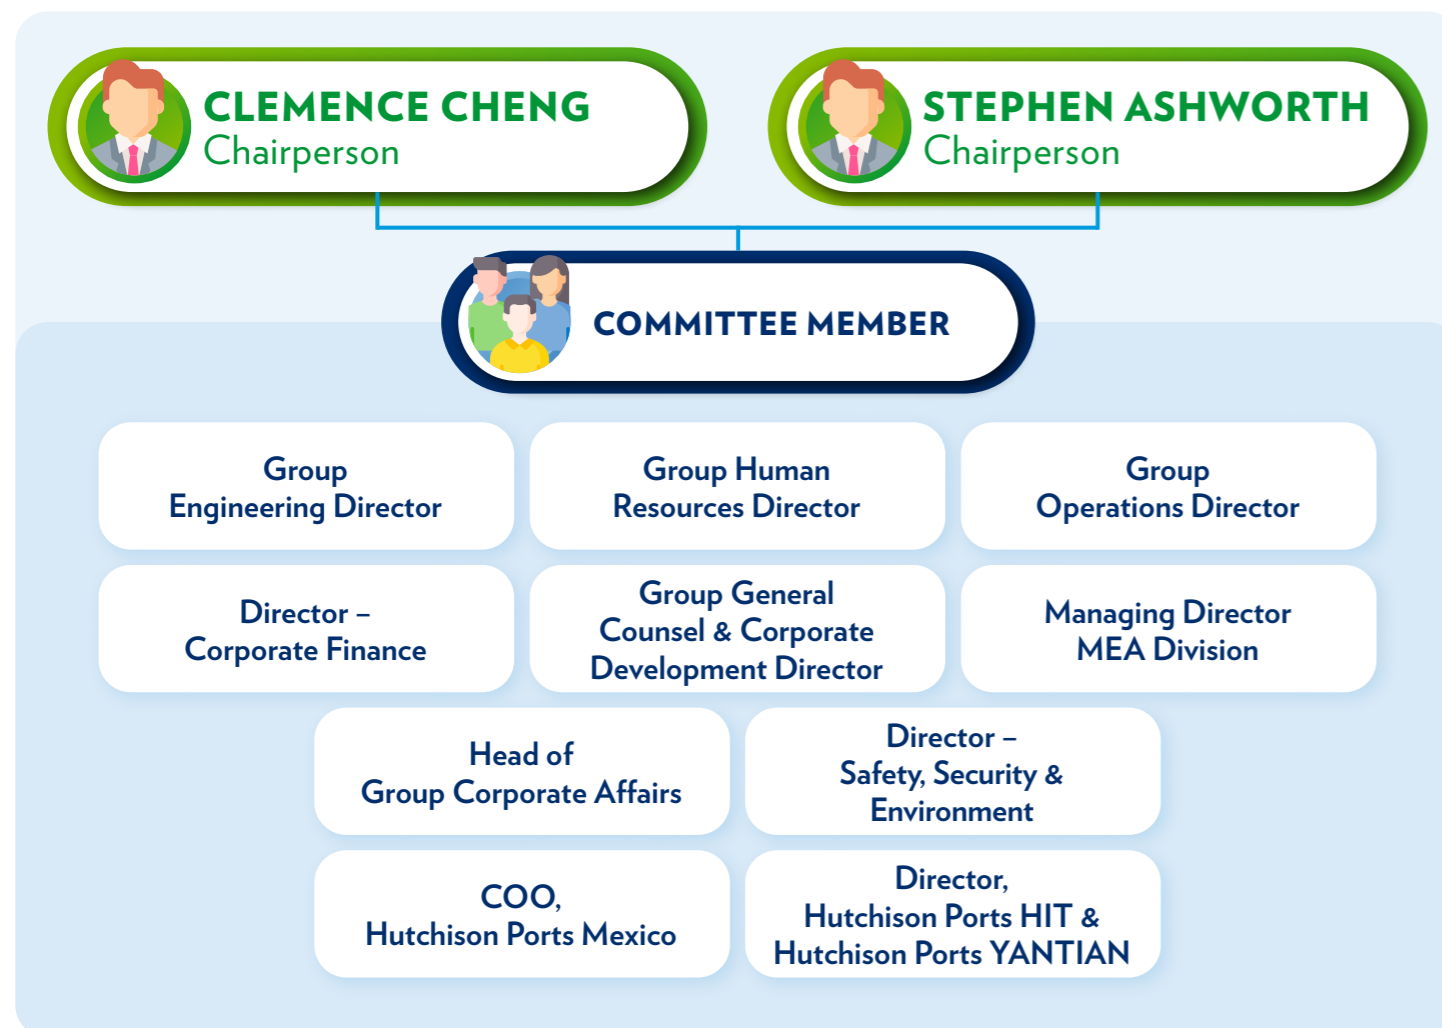 CLEMENCE CHENG
Chairperson
STEPHEN ASHWORTH
Chairperson
COMMITTEE MEMBER
Group
Engineering Director
Group Human
Resources Director
Group
Operations Director
Director –
Corporate Finance
Group General
Counsel & Corporate
Development Director
Managing Director
MEA Division
Head of
Group Corporate Affairs
Director –
Safety, Security &
Environment
COO,
Hutchison Ports Mexico
Director,
Hutchison Ports HIT &
Hutchison Ports YANTIAN